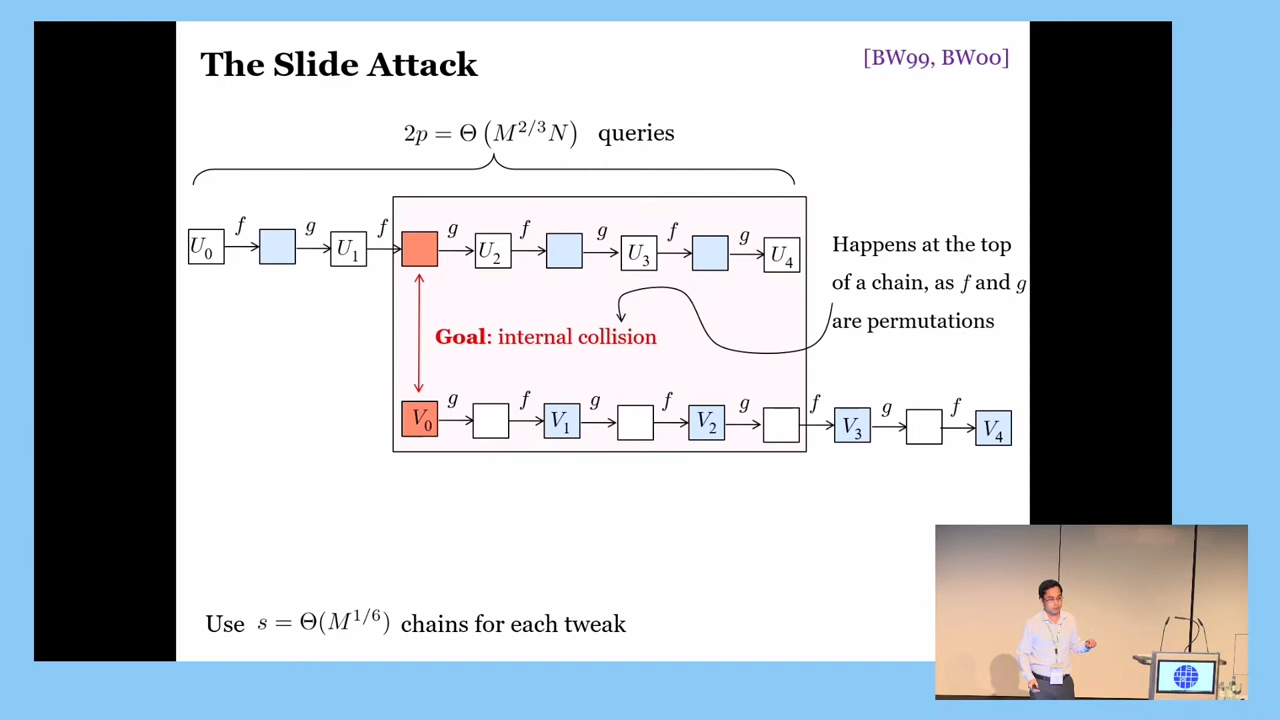 The Slide Attack
[BW99, BW00]
2p = Θ (M^{2/3}N) queries
f g f g f g f g
U_0 U_1 U_2 U_3 U_4
Happens at the top
of a chain, as f and g
are permutations
Goal: internal collision
g f g f g f g f
V_0 V_1 V_2 V_3 V_4
Use s = Θ(M^{1/6}) chains for each tweak